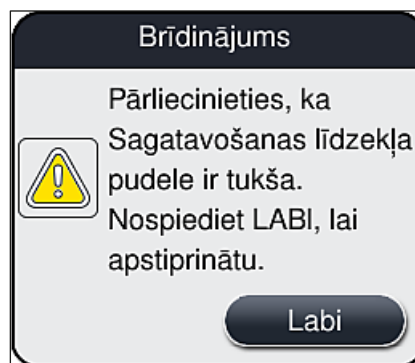 Brīdinājums
Pārliecinieties, ka
Sagatavošanas līdzekļa
pudele ir tukša.
Nospiediet LABI, lai
apstiprinātu.
Labi